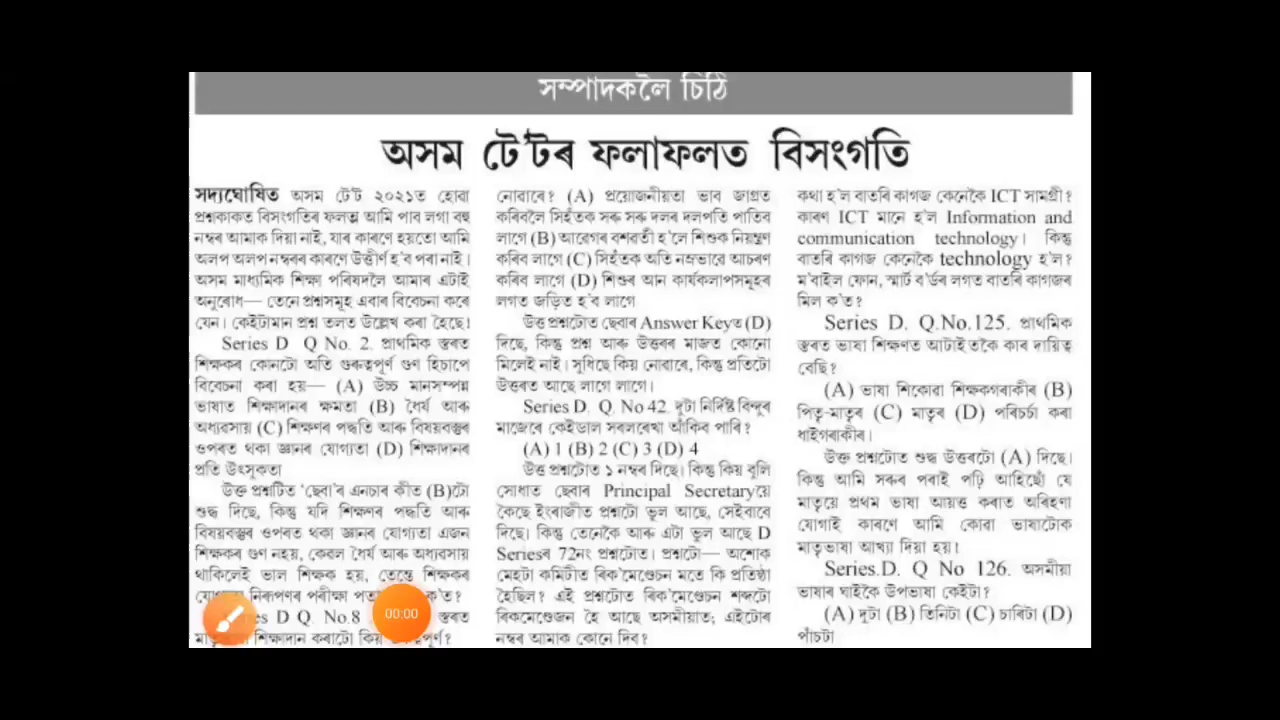 সম্পাদকলৈ চিঠি
অসম টে'টৰ ফলাফলত বিসংগতি
সদ্যঘোষিত অসম টে'ট ২০২১ত হোৱা
প্ৰশ্নকাকত বিসংগতিৰ ফলত আমি পাব লগা বহু
নম্বৰ আমাক দিয়া নাই, যাৰ কাৰণে হয়তো আমি
অলপ অলপ নম্বৰৰ কাৰণে উত্তীৰ্ণ হ'ব পৰা নাই।
অসম মাধ্যমিক শিক্ষা পৰিষদলৈ আমাৰ এটাই
অনুৰোধ— তেনে প্ৰশ্নসমূহ এবাৰ বিবেচনা কৰে
যেন। কেইটামান প্ৰশ্ন তলত উল্লেখ কৰা হৈছে!
Series D Q No. 2. প্ৰাথমিক স্তৰত
শিক্ষকৰ কোনটো অতি গুৰুত্বপূৰ্ণ গুণ হিচাপে
বিবেচনা কৰা হয়— (A) উচ্চ মানসম্পন্ন
ভাষাত শিক্ষাদানৰ ক্ষমতা (B) ধৈৰ্য আৰু
অধ্যৱসায় (C) শিক্ষণৰ পদ্ধতি আৰু বিষয়বস্তুৰ
ওপৰত থকা জ্ঞানৰ যোগ্যতা (D) শিক্ষাদানৰ
প্ৰতি উৎসুকতা
উক্ত প্ৰশ্নটিত 'ছেবা'ৰ এনচাৰ কীত (B)টো
শুদ্ধ দিছে, কিন্তু যদি শিক্ষণৰ পদ্ধতি আৰু
বিষয়বস্তুৰ ওপৰত থকা জ্ঞানৰ যোগ্যতা এজন
শিক্ষকৰ গুণ নহয়, কেৱল ধৈৰ্য আৰু অধ্যৱসায়
থাকিলেই ভাল শিক্ষক হয়, তেন্তে শিক্ষকৰ
নিৰূপণৰ পৰীক্ষা ক'ত?
D Q. No.8 স্তৰত
শিক্ষাদান কৰাটো কিয়
নোৱাৰে? (A) প্ৰয়োজনীয়তা ভাব জাগ্ৰত
কৰিবলৈ সিহঁতক সৰু সৰু দলৰ দলপতি পাতিব
লাগে (B) আৱেগৰ বশৱৰ্তী হ'লে শিশুক নিয়ন্ত্ৰণ
কৰিব লাগে (C) সিহঁতক অতি নম্ৰভাৱে আচৰণ
কৰিব লাগে (D) শিশুৰ আন কাৰ্যকলাপসমূহৰ
লগত জড়িত হ'ব লাগে
উত্ত প্ৰশ্নটোত ছেবাৰ Answer Keyত (D)
দিছে, কিন্তু প্ৰশ্ন আৰু উত্তৰৰ মাজত কোনো
মিলেই নাই। সুধিছে কিয় নোৱাৰে, কিন্তু প্ৰতিটো
উত্তৰত আছে লাগে লাগে।
Series D. Q. No 42. দুটা নিৰ্দিষ্ট বিন্দুৰ
মাজেৰে কেইডাল সৰলৰেখা আঁকিব পাৰি?
(A) 1 (B) 2 (C) 3 (D) 4
উত্ত প্ৰশ্নটোত ১ নম্বৰ দিছে। কিন্তু কিয় বুলি
সোধাত ছেবাৰ Principal Secretaryয়ে
কৈছে ইংৰাজীত প্ৰশ্নটো ভুল আছে, সেইবাবে
দিছে। কিন্তু তেনেকৈ আৰু এটা ভুল আছে D
Seriesৰ 72নং প্ৰশ্নটোত। প্ৰশ্নটো— অশোক
মেহটা কমিটীত ৰিক'মেণ্ডেচন মতে কি প্ৰতিষ্ঠা
হৈছিল? এই প্ৰশ্নটোত ৰিক'মেণ্ডেচন শব্দটো
ৰিকমেণ্ডেজন হৈ আছে অসমীয়াত; এইটোৰ
নম্বৰ আমাক কোনে দিব?
কথা হ'ল বাতৰি কাগজ কেনেকৈ ICT সামগ্ৰী?
কাৰণ ICT মানে হ'ল Information and
communication technology। কিন্তু
বাতৰি কাগজ কেনেকৈ technology হ'ল?
ম'বাইল ফোন, স্মাৰ্ট ব'ৰ্ডৰ লগত বাতৰি কাগজৰ
মিল ক'ত?
Series D. Q.No.125. প্ৰাথমিক
স্তৰত ভাষা শিক্ষণত আটাইতকৈ কাৰ দায়িত্ব
বেছি?
(A) ভাষা শিকোৱা শিক্ষকগৰাকীৰ (B)
পিতৃ-মাতৃৰ (C) মাতৃৰ (D) পৰিচৰ্চা কৰা
ধাইগৰাকীৰ।
উক্ত প্ৰশ্নটোত শুদ্ধ উত্তৰটো (A) দিছে।
কিন্তু আমি সৰুৰ পৰাই পঢ়ি আহিছোঁ যে
মাতৃয়ে প্ৰথম ভাষা আয়ত্ত কৰাত অৰিহণা
যোগাই কাৰণে আমি কোৱা ভাষাটোক
মাতৃভাষা আখ্যা দিয়া হয়!
Series.D. Q No 126. অসমীয়া
ভাষাৰ ঘাইকৈ উপভাষা কেইটা?
(A) দুটা (B) তিনিটা (C) চাৰিটা (D)
পাঁচটা
00:00